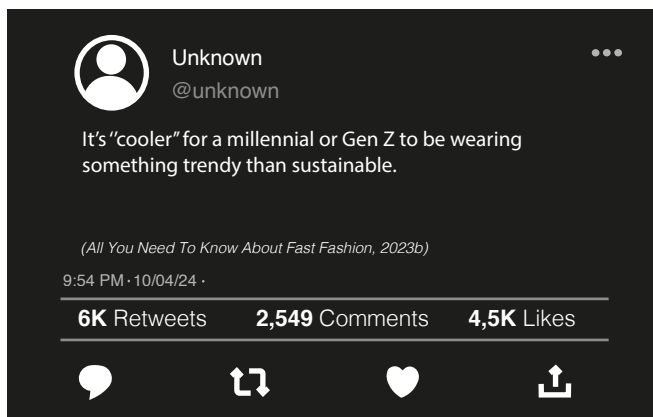 Unknown
@unknown
It's "cooler" for a millennial or Gen Z to be wearing
something trendy than sustainable.
(All You Need To Know About Fast Fashion, 2023b)
9:54 PM · 10/04/24 ·
6K Retweets 2,549 Comments 4,5K Likes